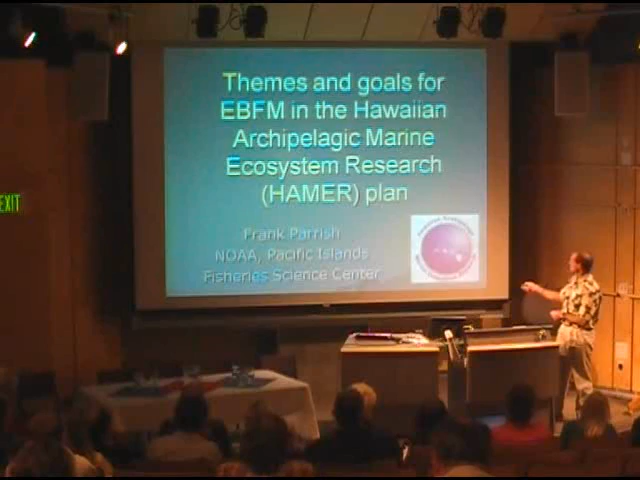 Themes and goals for
EBFM in the Hawaiian
Archipelagic Marine
Ecosystem Research
(HAMER) plan
Frank Parrish
NOAA, Pacific Islands
Fisheries Science Center
EXIT